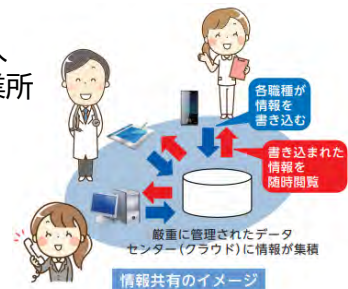 業所
各職種が
情報を
書き込む
書き込まれた
情報を
随時閲覧
厳重に管理されたデータ
センター(クラウド)に情報が集積
情報共有のイメージ